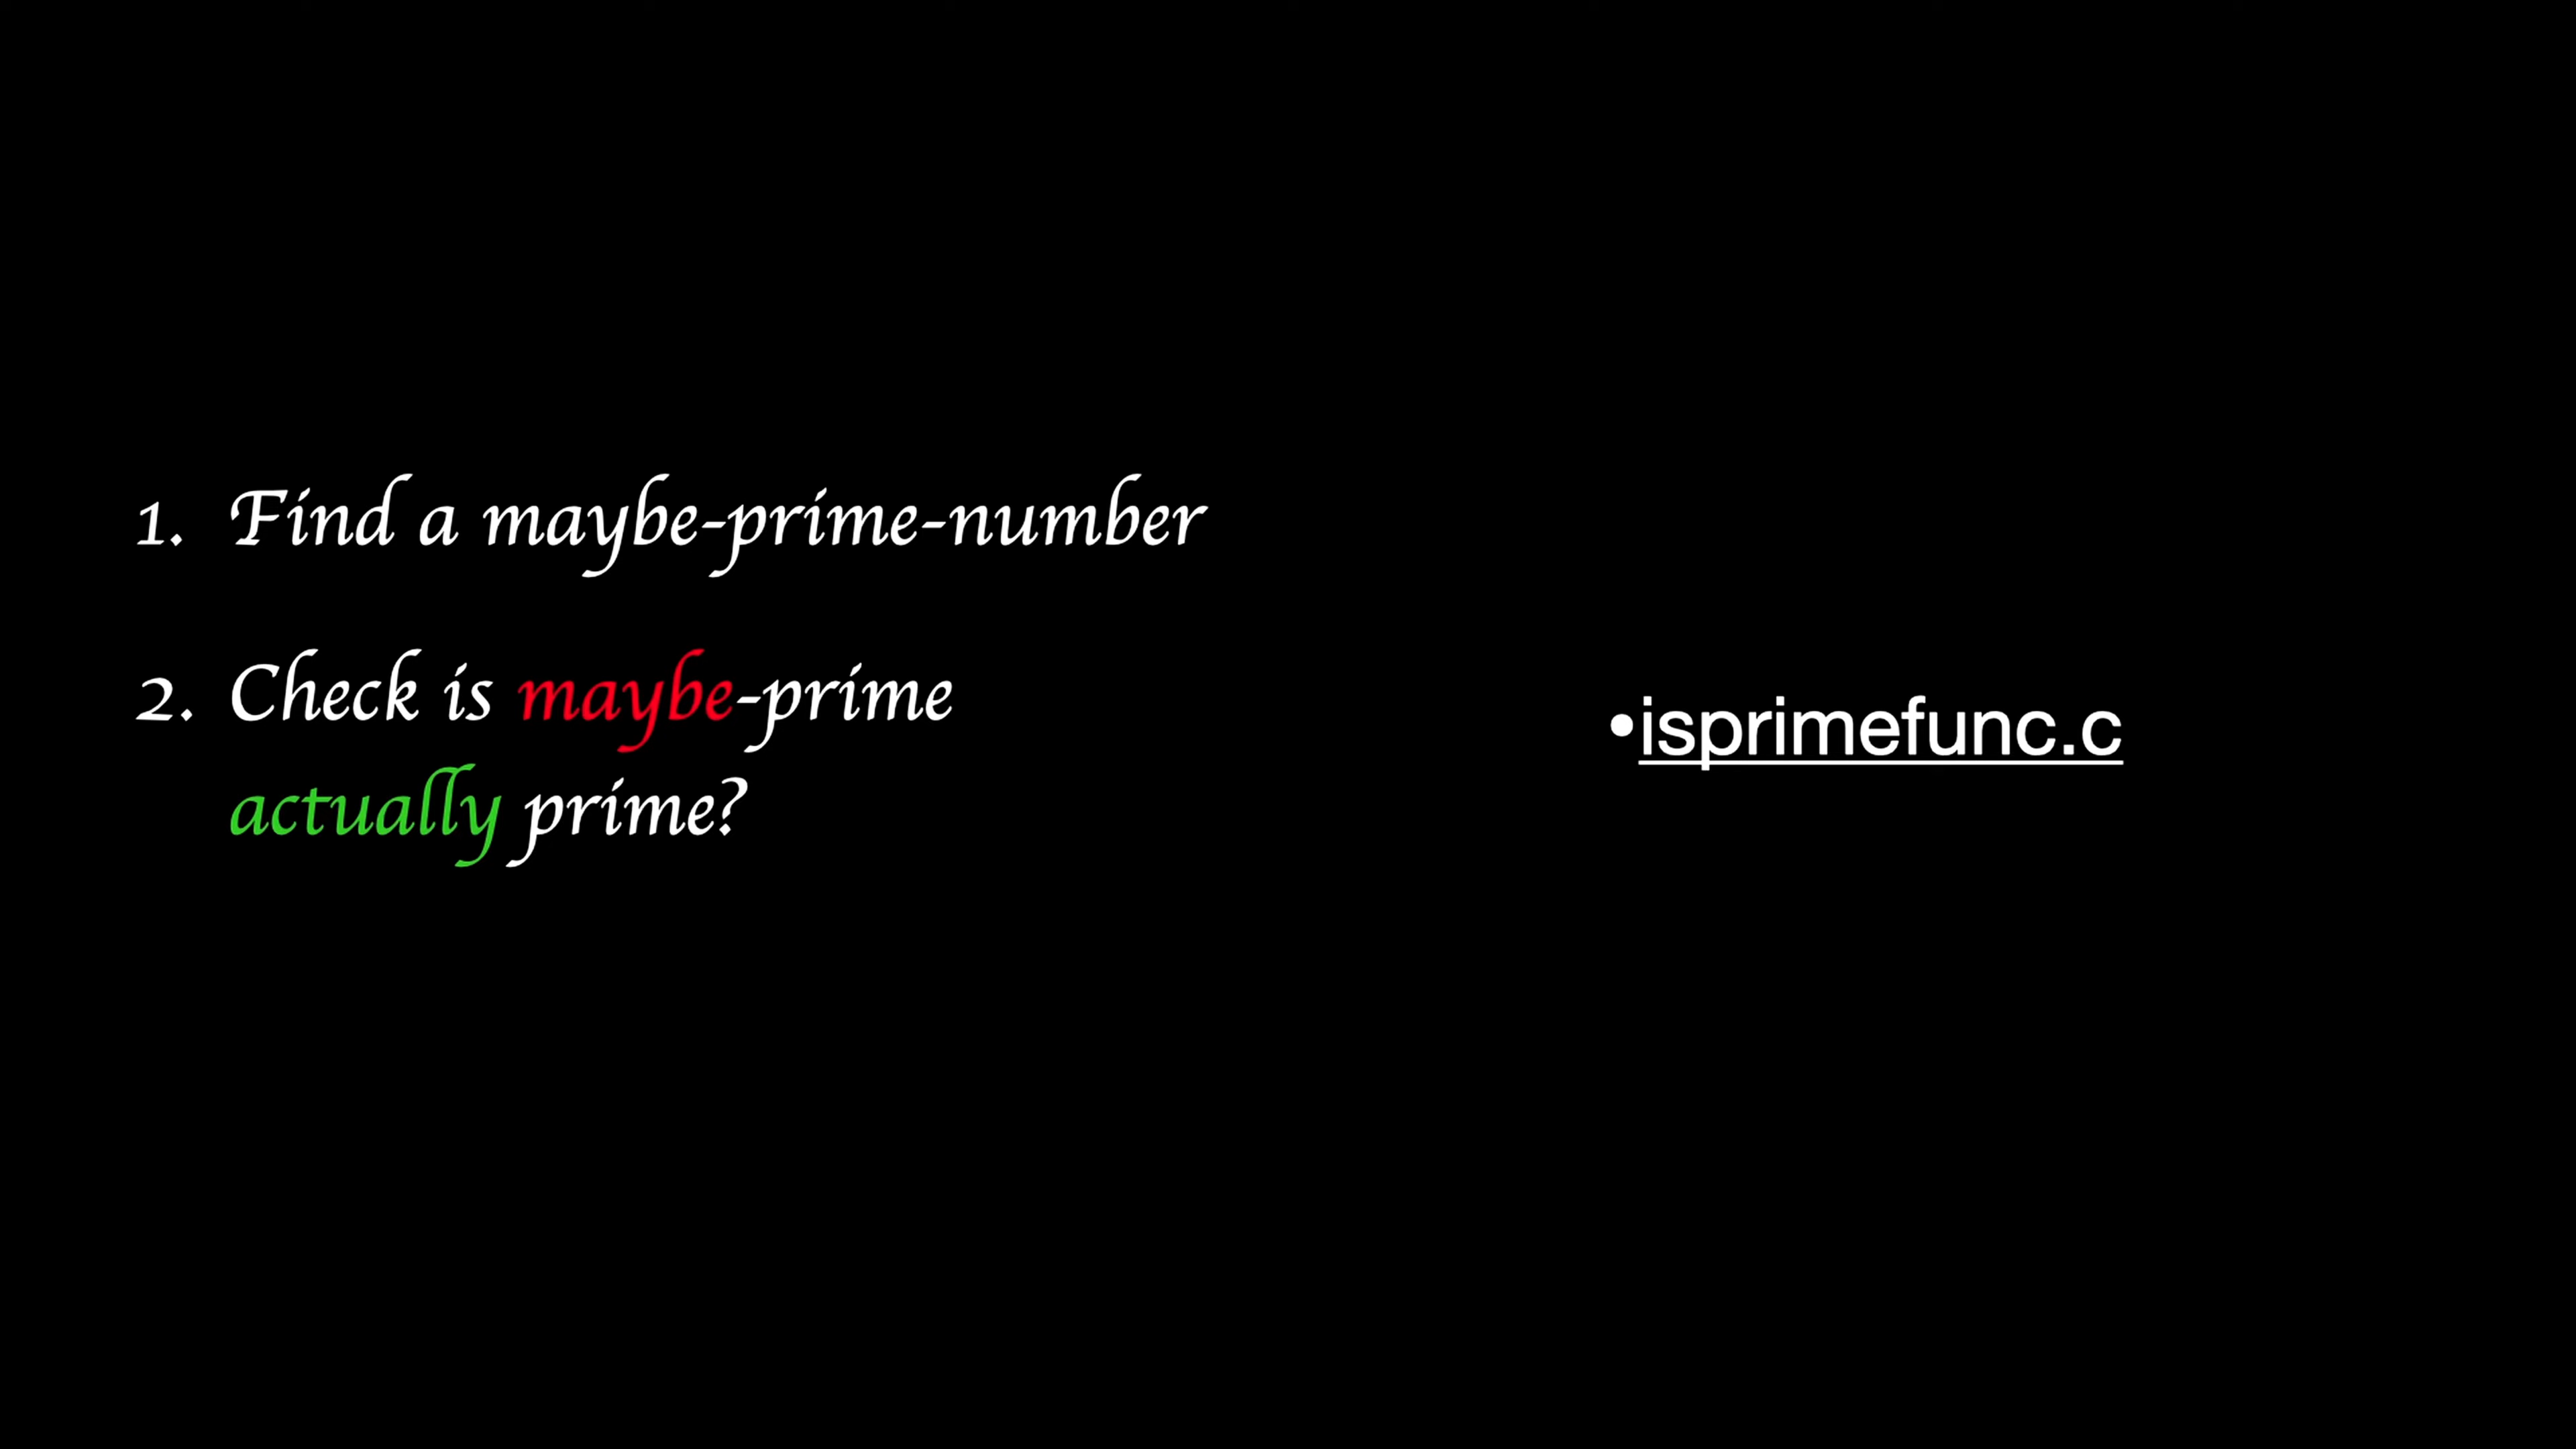 1. Find a maybe-prime-number
2. Check is maybe-prime
actually prime?
•isprimefunc.c